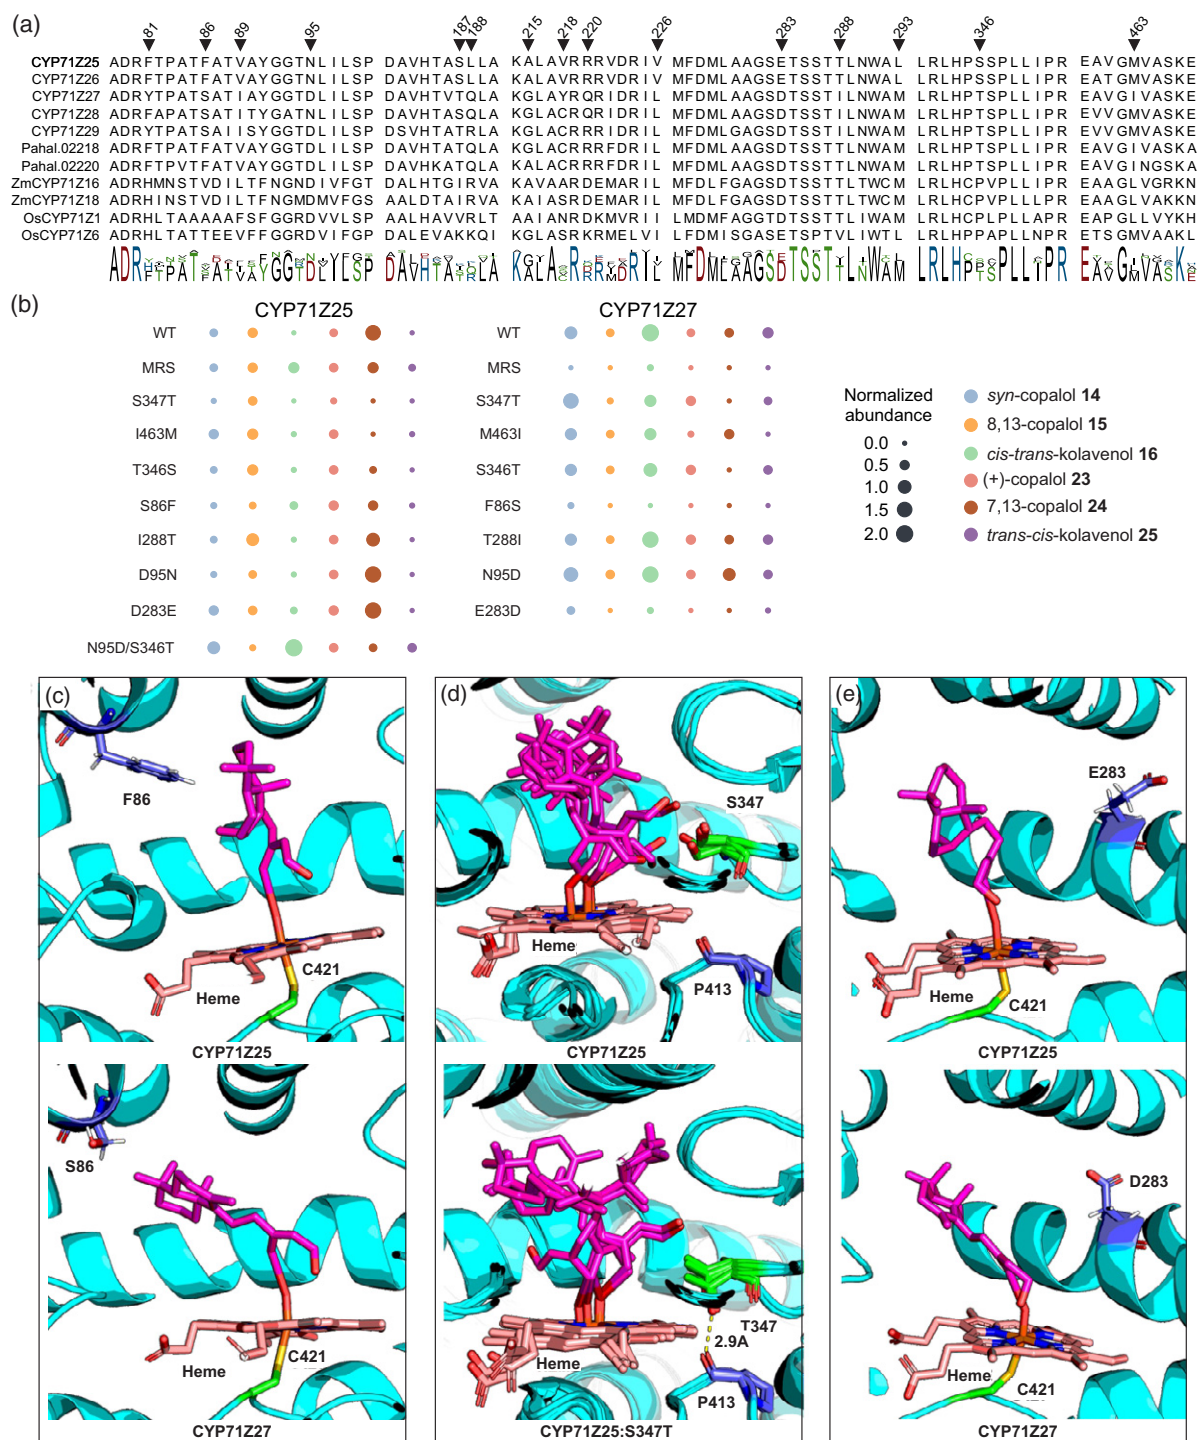 (a)
81 86 89 95 187 188 215 218 220 226 283 288 293 346 463
CYP71Z25 ADRFTPATFATVAYGGTNLILSP DAVHTASLLA KALAVRRRVDRIV MFDMLAAGSETSSTTLNWAL LRLHPSSPLLIPR EAVGMVASKE
CYP71Z26 ADRFTPATFATVAYGGTNLILSP DAVHTASLLA KALAVRRRVDRIV MFDMLAAGSETSSTTLNWAL LRLHPSSPLLIPR EAVGMVASKE
CYP71Z27 ADRYTPATSATIAYGGTDLILSP DAVHTVTQLA KGLAYRQRIDRIL MFDMLAAGSDTSSTILNWAM LRLHPTSPLLIPR EAVGIVASKE
CYP71Z28 ADRFAPATSATITYGATNLILSP DAVHTASQLA KGLACRQRIDRIL MFDMLAAGSDTSSTILNWAM LRLHPTSPLLIPR EVVGMVASKE
CYP71Z29 ADRYTPATSAIISYGGTDLILSP DSVHTATRLA KGLACRRRIDRIL MFDMLGAGSDTSSTTLNWAM LRLHPTSPLLIPR EVVGMVASKE
Pahal.02218 ADRFTPATFATVAYGGTDLILSP DAVHTATQLA KGLACRRRFDRIL MFDMLAAGSDTSSTTLNWAM LRLHPTSPLLIPR EAVGIVASKA
Pahal.02220 ADRFTPVTFATVAYGGTDLILSP DAVHKATQLA KALACRRRFDRIL MFDMLAAGSDTSSTTLNWAM LRLHPTSPLLIPR EAVGINGSKA
ZmCYP71Z16 ADRHMNSTVDILTFNGNDIVFGT DALHTGIRVA KAVAARDEMARIL MFDLFGAGSDTSSTTLTWCM LRLHCPVPLLIPR EAAGLVGRKN
ZmCYP71Z18 ADRHINSTVDILTFNGMDMVFGS AALDTAIRVA KAVASRDEMARIL MFDLFGAGSDTSSTTLTWCM LRLHCPVPLLIPR EAAGLVAKKN
OsCYP71Z1 ADRHLTAAAAAFSFGGRDVVLSP AALHAVVRLT AAIANRDKMVRII LMDMFAGGTDTSSTTLIWAM LRLHCPLPLLAPR EAPGLLVYKH
OsCYP71Z6 ADRHLTATTEEVFFGGRDVIFGP DALEVAKKQI KGLASRKRMELVI LFDMISGASETSPTVLIWTL LRLHCPLPLLNPR ETSGMVAAKL
(b)
CYP71Z25 CYP71Z27
WT WT
MRS MRS
S347T S347T
I463M M463I
T346S S346T
S86F F86S
I288T T288I
D95N N95D
D283E E283D
N95D/S346T
Normalized
abundance
0.0
0.5
1.0
1.5
2.0
syn-copalol 14
8,13-copalol 15
cis-trans-kolavenol 16
(+)-copalol 23
7,13-copalol 24
trans-cis-kolavenol 25
(c)
F86
C421
Heme
CYP71Z25
S86
C421
Heme
CYP71Z27
(d)
S347
Heme
P413
CYP71Z25
T347
2.9A
Heme
P413
CYP71Z25:S347T
(e)
E283
Heme
C421
CYP71Z25
D283
Heme
C421
CYP71Z27